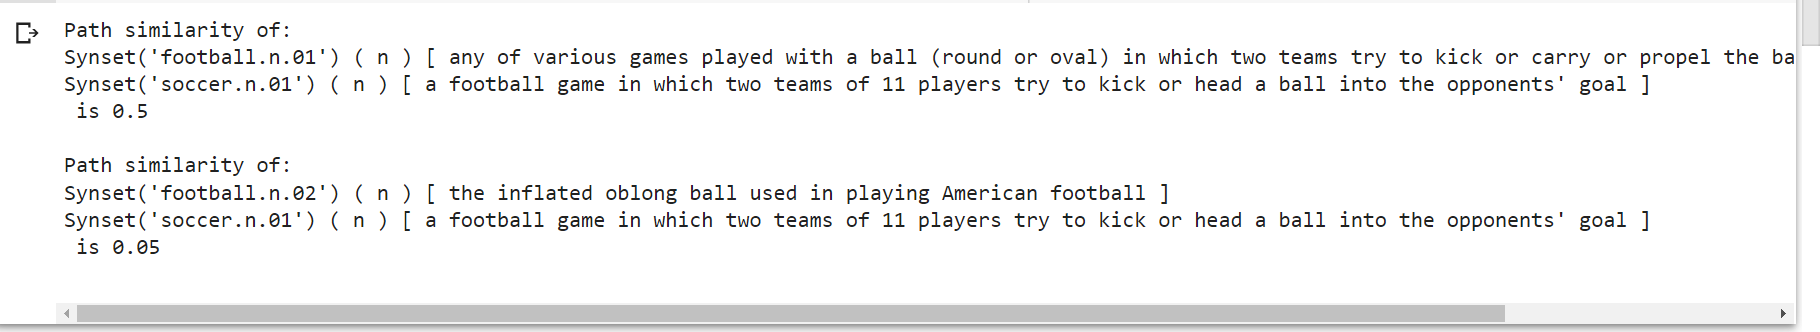 Path similarity of:
Synset('football.n.01') ( n ) [ any of various games played with a ball (round or oval) in which two teams try to kick or carry or propel the ba
Synset('soccer.n.01') ( n ) [ a football game in which two teams of 11 players try to kick or head a ball into the opponents' goal ]
is 0.5
Path similarity of:
Synset('football.n.02') ( n ) [ the inflated oblong ball used in playing American football ]
Synset('soccer.n.01') ( n ) [ a football game in which two teams of 11 players try to kick or head a ball into the opponents' goal ]
is 0.05